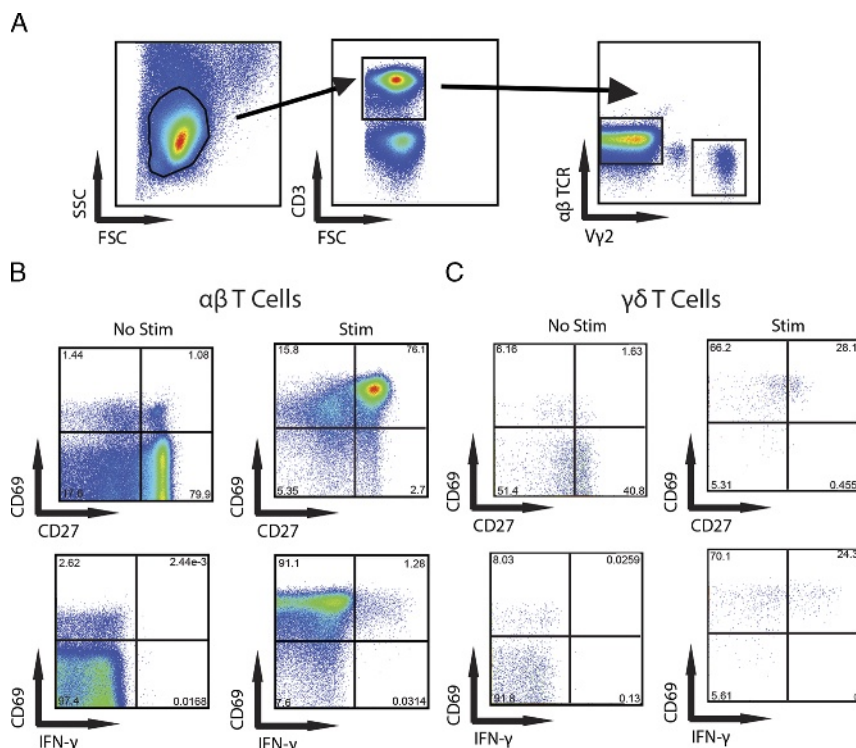 A
SSC
FSC
CD3
FSC
αβ TCR
Vγ2
B
αβ T Cells
No Stim
Stim
1.44 1.08
79.9
CD69
CD27
15.8 76.1
5.35 2.7
CD69
CD27
2.62 2.44e-3
97.4 0.0168
CD69
IFN-γ
91.1 1.28
7.6 0.0314
CD69
IFN-γ
C
γδ T Cells
No Stim
Stim
6.16 1.63
51.4 40.8
CD69
CD27
66.2 28.1
5.31 0.455
CD69
CD27
8.03 0.0259
91.8 0.13
CD69
IFN-γ
70.1 24.3
5.61
CD69
IFN-γ